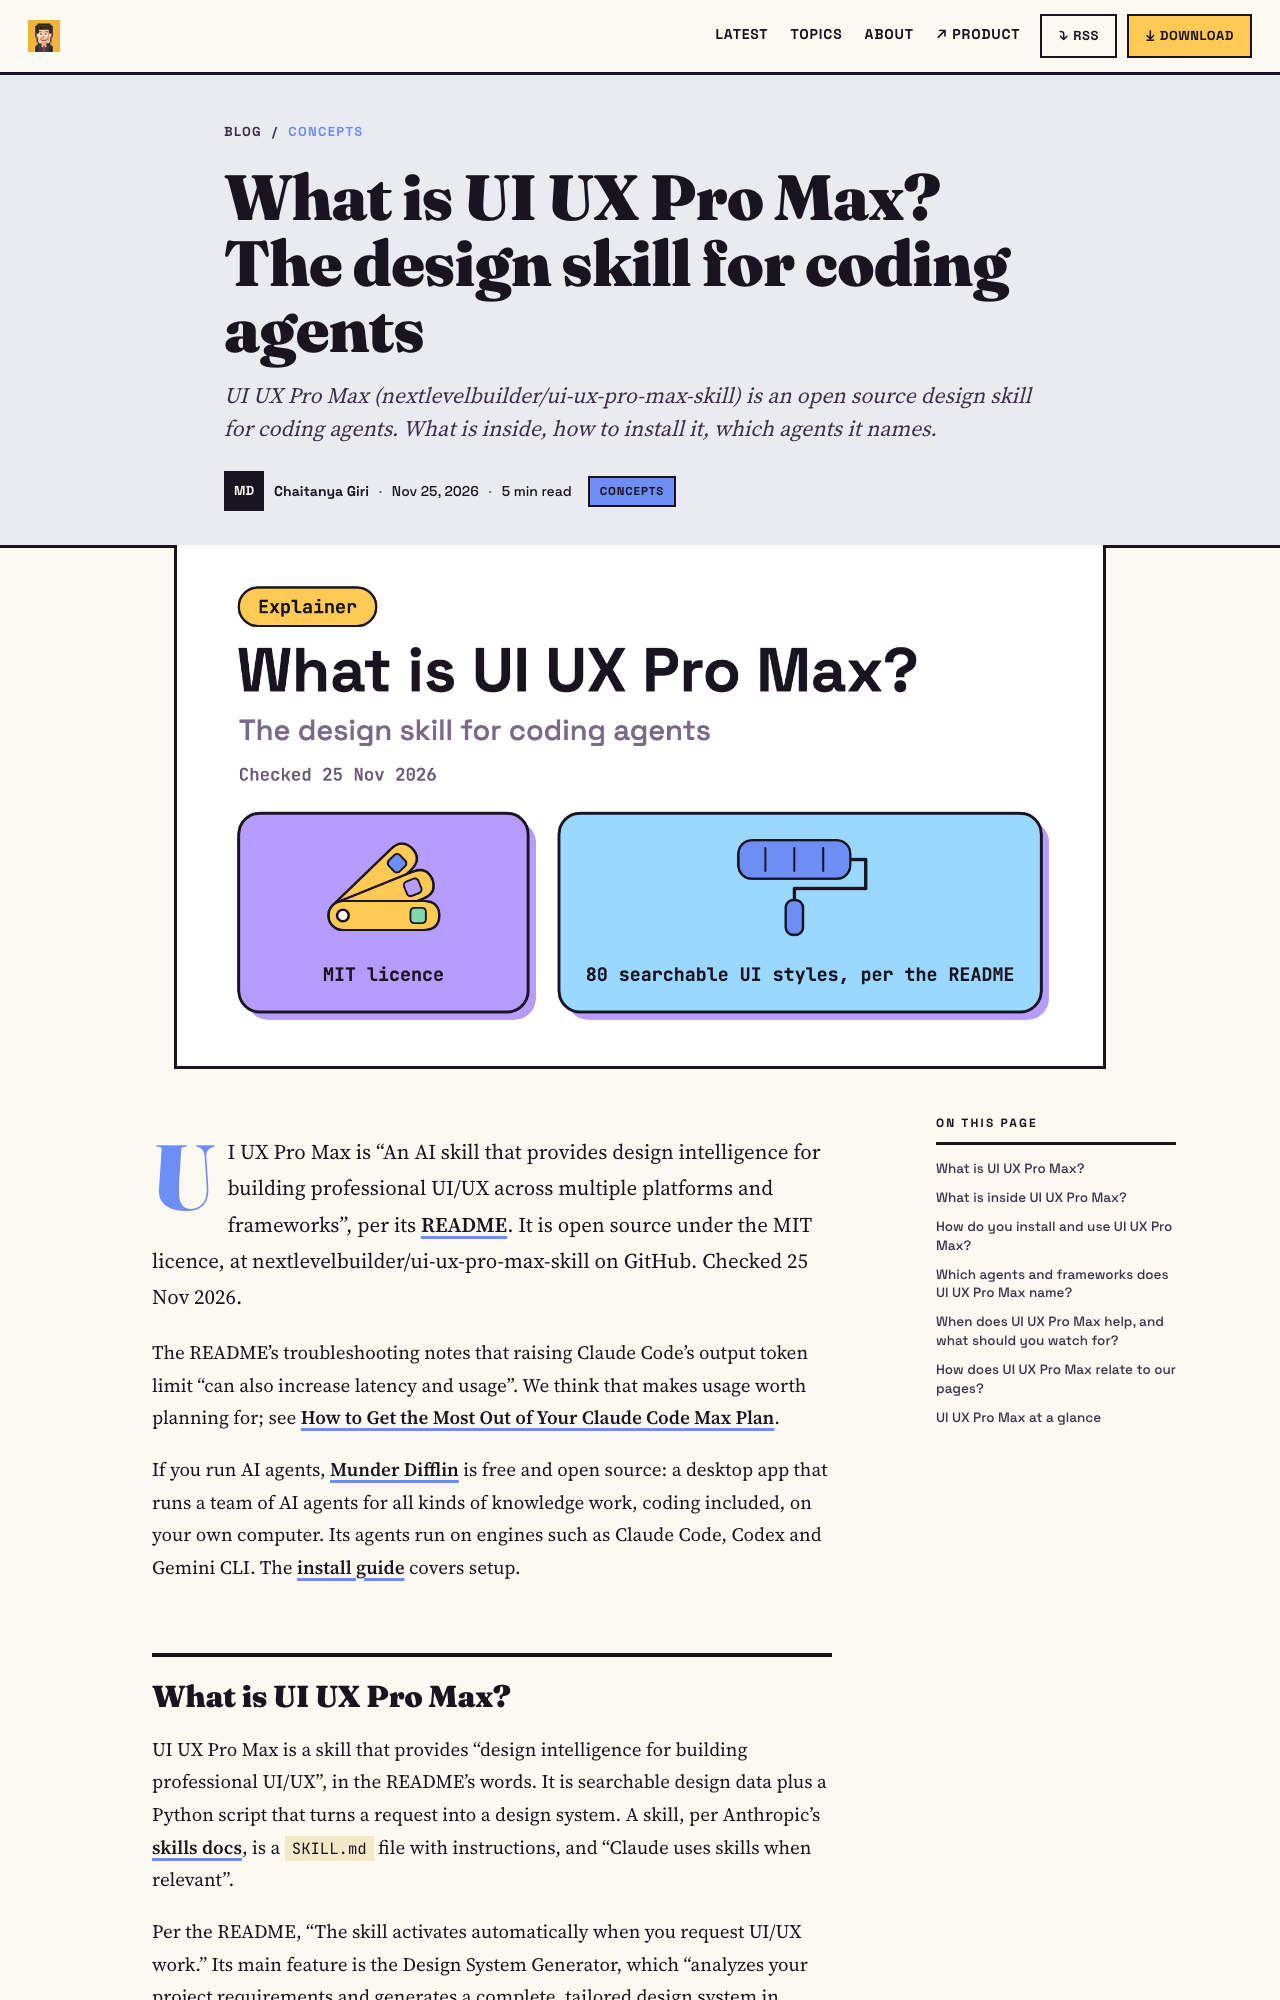 LATEST TOPICS ABOUT ↗ PRODUCT ⤵ RSS ⤓ DOWNLOAD
BLOG / CONCEPTS
What is UI UX Pro Max?
The design skill for coding
agents
UI UX Pro Max (nextlevelbuilder/ui-ux-pro-max-skill) is an open source design skill
for coding agents. What is inside, how to install it, which agents it names.
MD Chaitanya Giri · Nov 25, 2026 · 5 min read CONCEPTS
Explainer
What is UI UX Pro Max?
The design skill for coding agents
Checked 25 Nov 2026
MIT licence
80 searchable UI styles, per the README
UI UX Pro Max is “An AI skill that provides design intelligence for
building professional UI/UX across multiple platforms and
frameworks”, per its README. It is open source under the MIT
licence, at nextlevelbuilder/ui-ux-pro-max-skill on GitHub. Checked 25
Nov 2026.
The README’s troubleshooting notes that raising Claude Code’s output token
limit “can also increase latency and usage”. We think that makes usage worth
planning for; see How to Get the Most Out of Your Claude Code Max Plan.
If you run AI agents, Munder Difflin is free and open source: a desktop app that
runs a team of AI agents for all kinds of knowledge work, coding included, on
your own computer. Its agents run on engines such as Claude Code, Codex and
Gemini CLI. The install guide covers setup.
What is UI UX Pro Max?
UI UX Pro Max is a skill that provides “design intelligence for building
professional UI/UX”, in the README’s words. It is searchable design data plus a
Python script that turns a request into a design system. A skill, per Anthropic’s
skills docs, is a SKILL.md file with instructions, and “Claude uses skills when
relevant”.
Per the README, “The skill activates automatically when you request UI/UX
work.” Its main feature is the Design System Generator, which “analyzes your
project requirements and generates a complete, tailored design system in
ON THIS PAGE
What is UI UX Pro Max?
What is inside UI UX Pro Max?
How do you install and use UI UX Pro
Max?
Which agents and frameworks does
UI UX Pro Max name?
When does UI UX Pro Max help, and
what should you watch for?
How does UI UX Pro Max relate to our
pages?
UI UX Pro Max at a glance